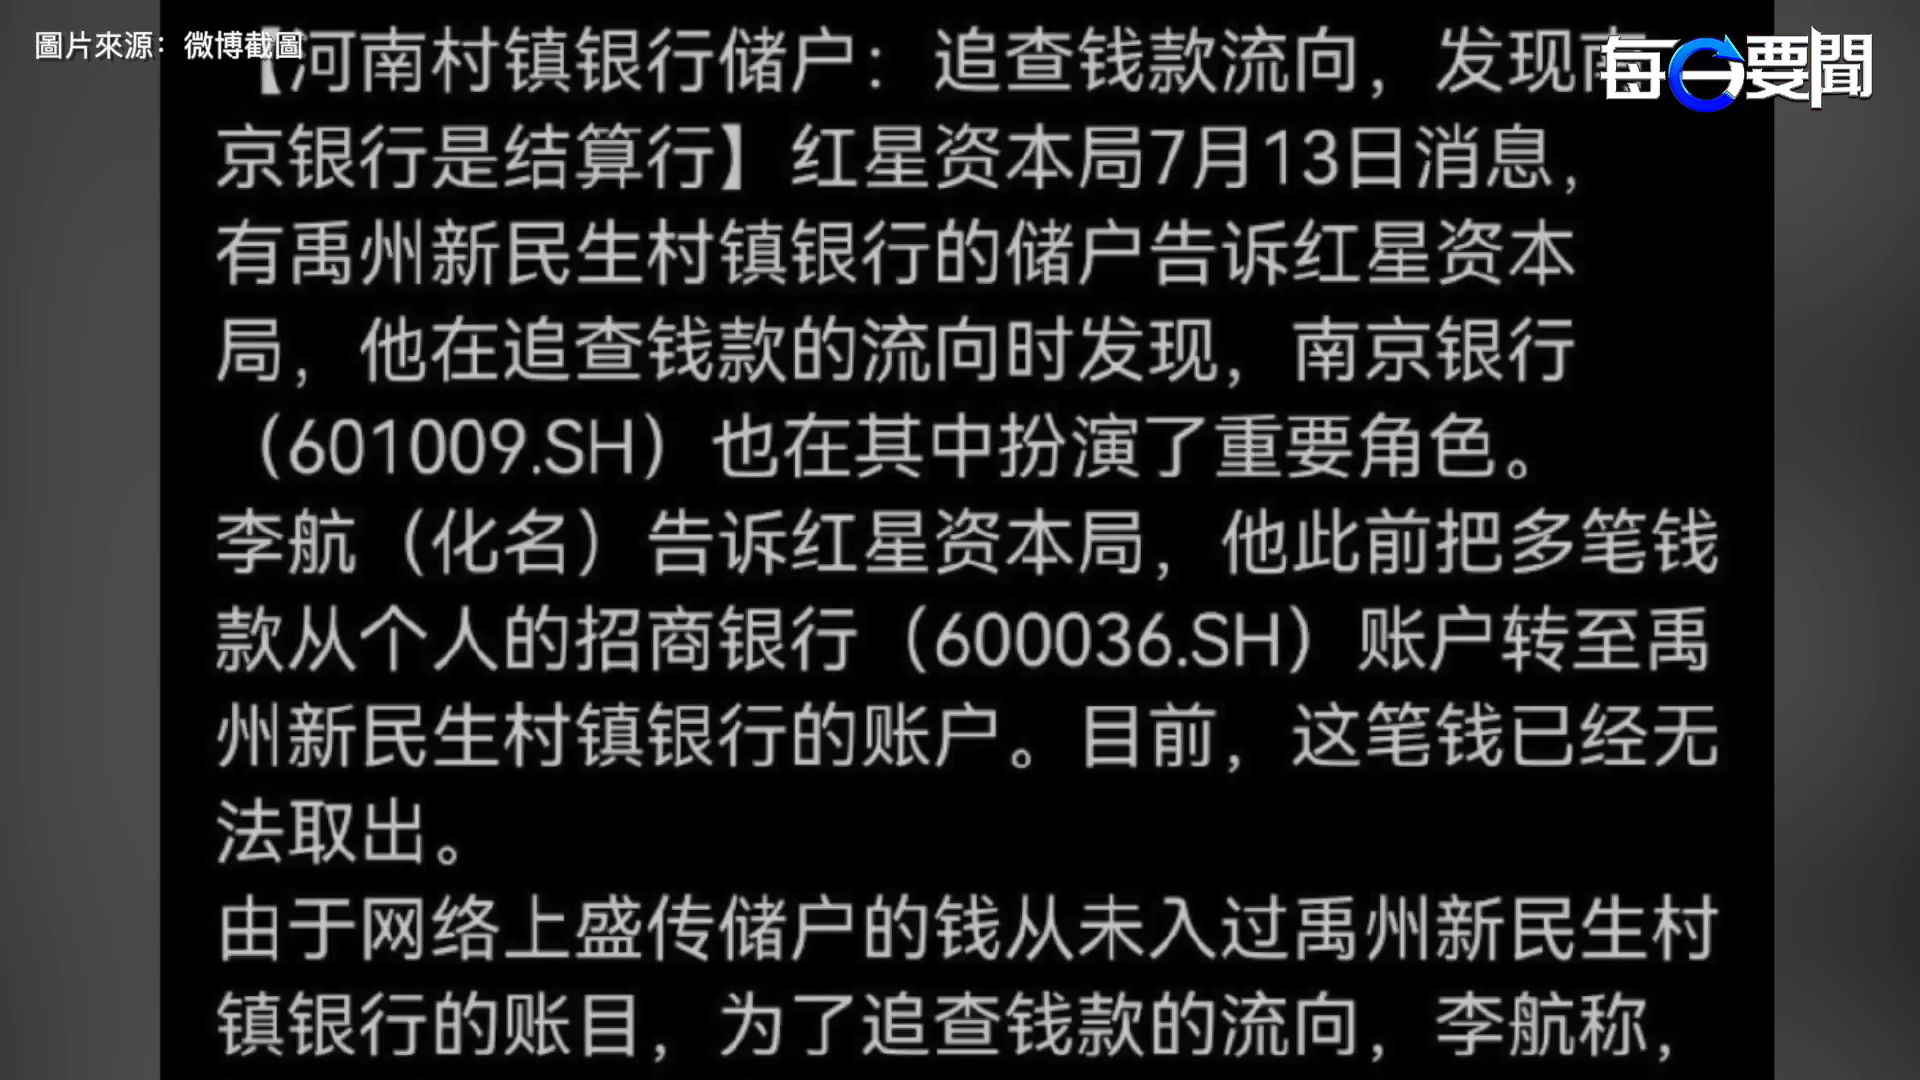 圖片來源：微博截圖
每日要聞
【河南村镇银行储户：追查钱款流向，发现南
京银行是结算行】红星资本局7月13日消息，
有禹州新民生村镇银行的储户告诉红星资本
局，他在追查钱款的流向时发现，南京银行
（601009.SH）也在其中扮演了重要角色。
李航（化名）告诉红星资本局，他此前把多笔钱
款从个人的招商银行（600036.SH）账户转至禹
州新民生村镇银行的账户。目前，这笔钱已经无
法取出。
由于网络上盛传储户的钱从未入过禹州新民生村
镇银行的账目，为了追查钱款的流向，李航称，